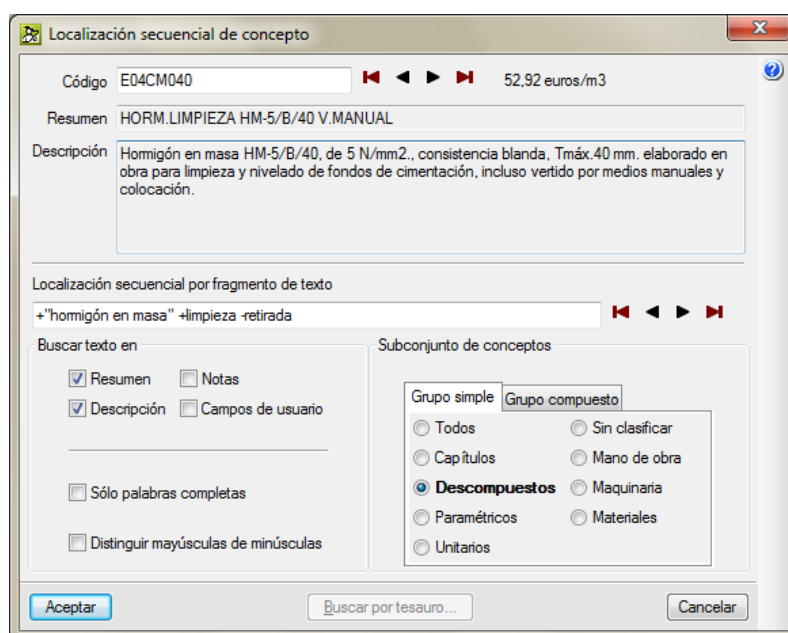 Localización secuencial de concepto
Código E04CM040 52,92 euros/m3
Resumen HORM.LIMPIEZA HM-5/B/40 V.MANUAL
Descripción Hormigón en masa HM-5/B/40, de 5 N/mm2., consistencia blanda, Tmáx.40 mm. elaborado en
obra para limpieza y nivelado de fondos de cimentación, incluso vertido por medios manuales y
colocación.
Localización secuencial por fragmento de texto
+"hormigón en masa" +limpieza -retirada
Buscar texto en
Resumen Notas
Descripción Campos de usuario
Sólo palabras completas
Distinguir mayúsculas de minúsculas
Subconjunto de conceptos
Grupo simple Grupo compuesto
Todos Sin clasificar
Capítulos Mano de obra
Descompuestos Maquinaria
Paramétricos Materiales
Unitarios
Aceptar Buscar por tesauro... Cancelar